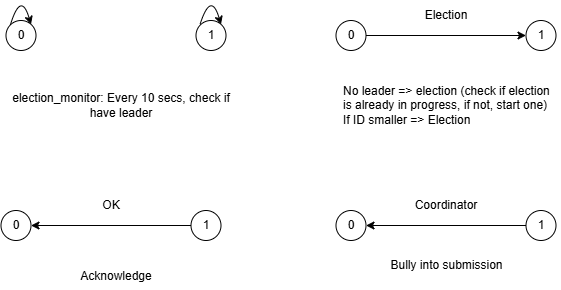 0
1
election_monitor: Every 10 secs, check if
have leader
Election
0
1
No leader => election (check if election
is already in progress, if not, start one)
If ID smaller => Election
OK
0
1
Acknowledge
Coordinator
0
1
Bully into submission